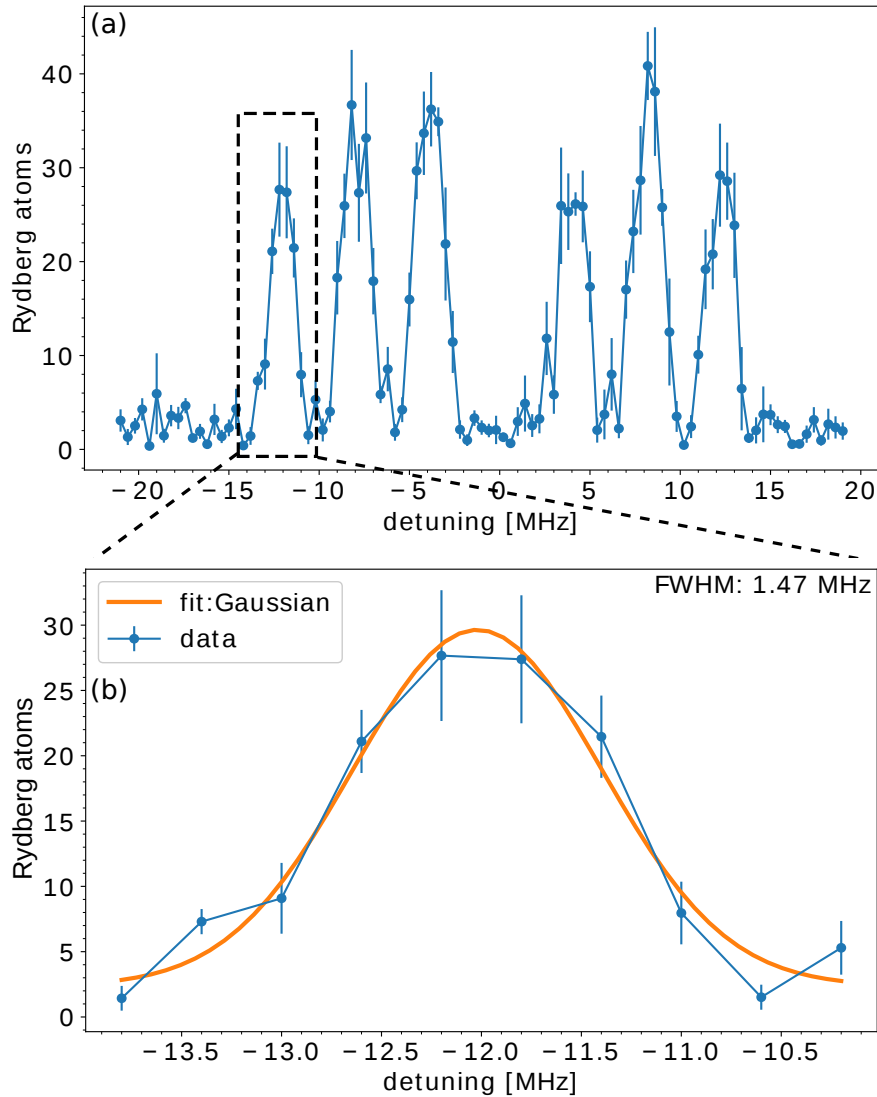 (a)
40
30
20
10
0
Rydberg atoms
−20 −15 −10 −5 0 5 10 15 20
detuning [MHz]
FWHM: 1.47 MHz
fit:Gaussian
data
(b)
30
25
20
15
10
5
0
Rydberg atoms
−13.5 −13.0 −12.5 −12.0 −11.5 −11.0 −10.5
detuning [MHz]